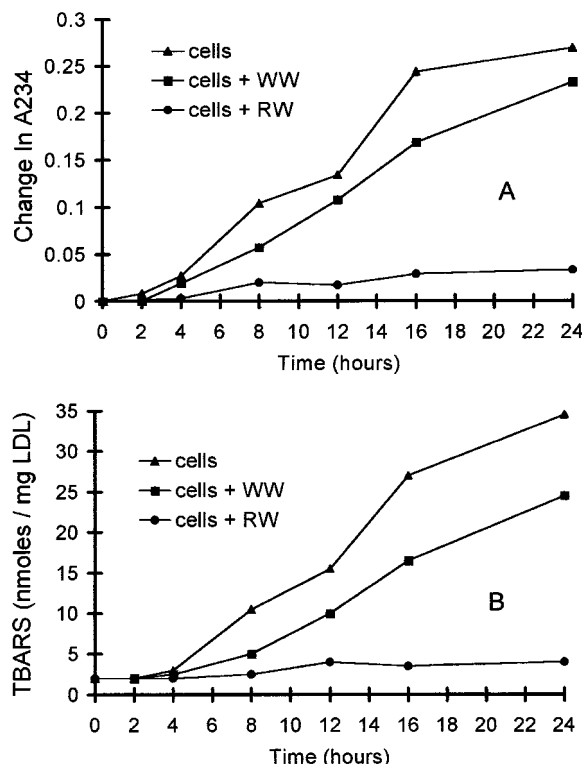 0.3
0.25
0.2
0.15
0.1
0.05
0
Change In A234
cells
cells + WW
cells + RW
A
0 2 4 6 8 10 12 14 16 18 20 22 24
Time (hours)
35
30
25
20
15
10
5
0
TBARS (nmoles / mg LDL)
cells
cells + WW
cells + RW
B
0 2 4 6 8 10 12 14 16 18 20 22 24
Time (hours)